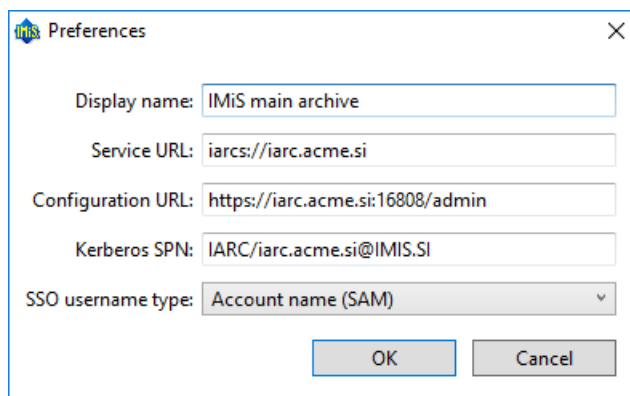 IMiS Preferences
Display name: IMiS main archive
Service URL: iarcs://iarc.acme.si
Configuration URL: https://iarc.acme.si:16808/admin
Kerberos SPN: IARC/iarc.acme.si@IMIS.SI
SSO username type: Account name (SAM)
OK Cancel